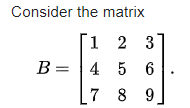 Consider the matrix
1 2 3
B = 4 5 6 .
7 8 9